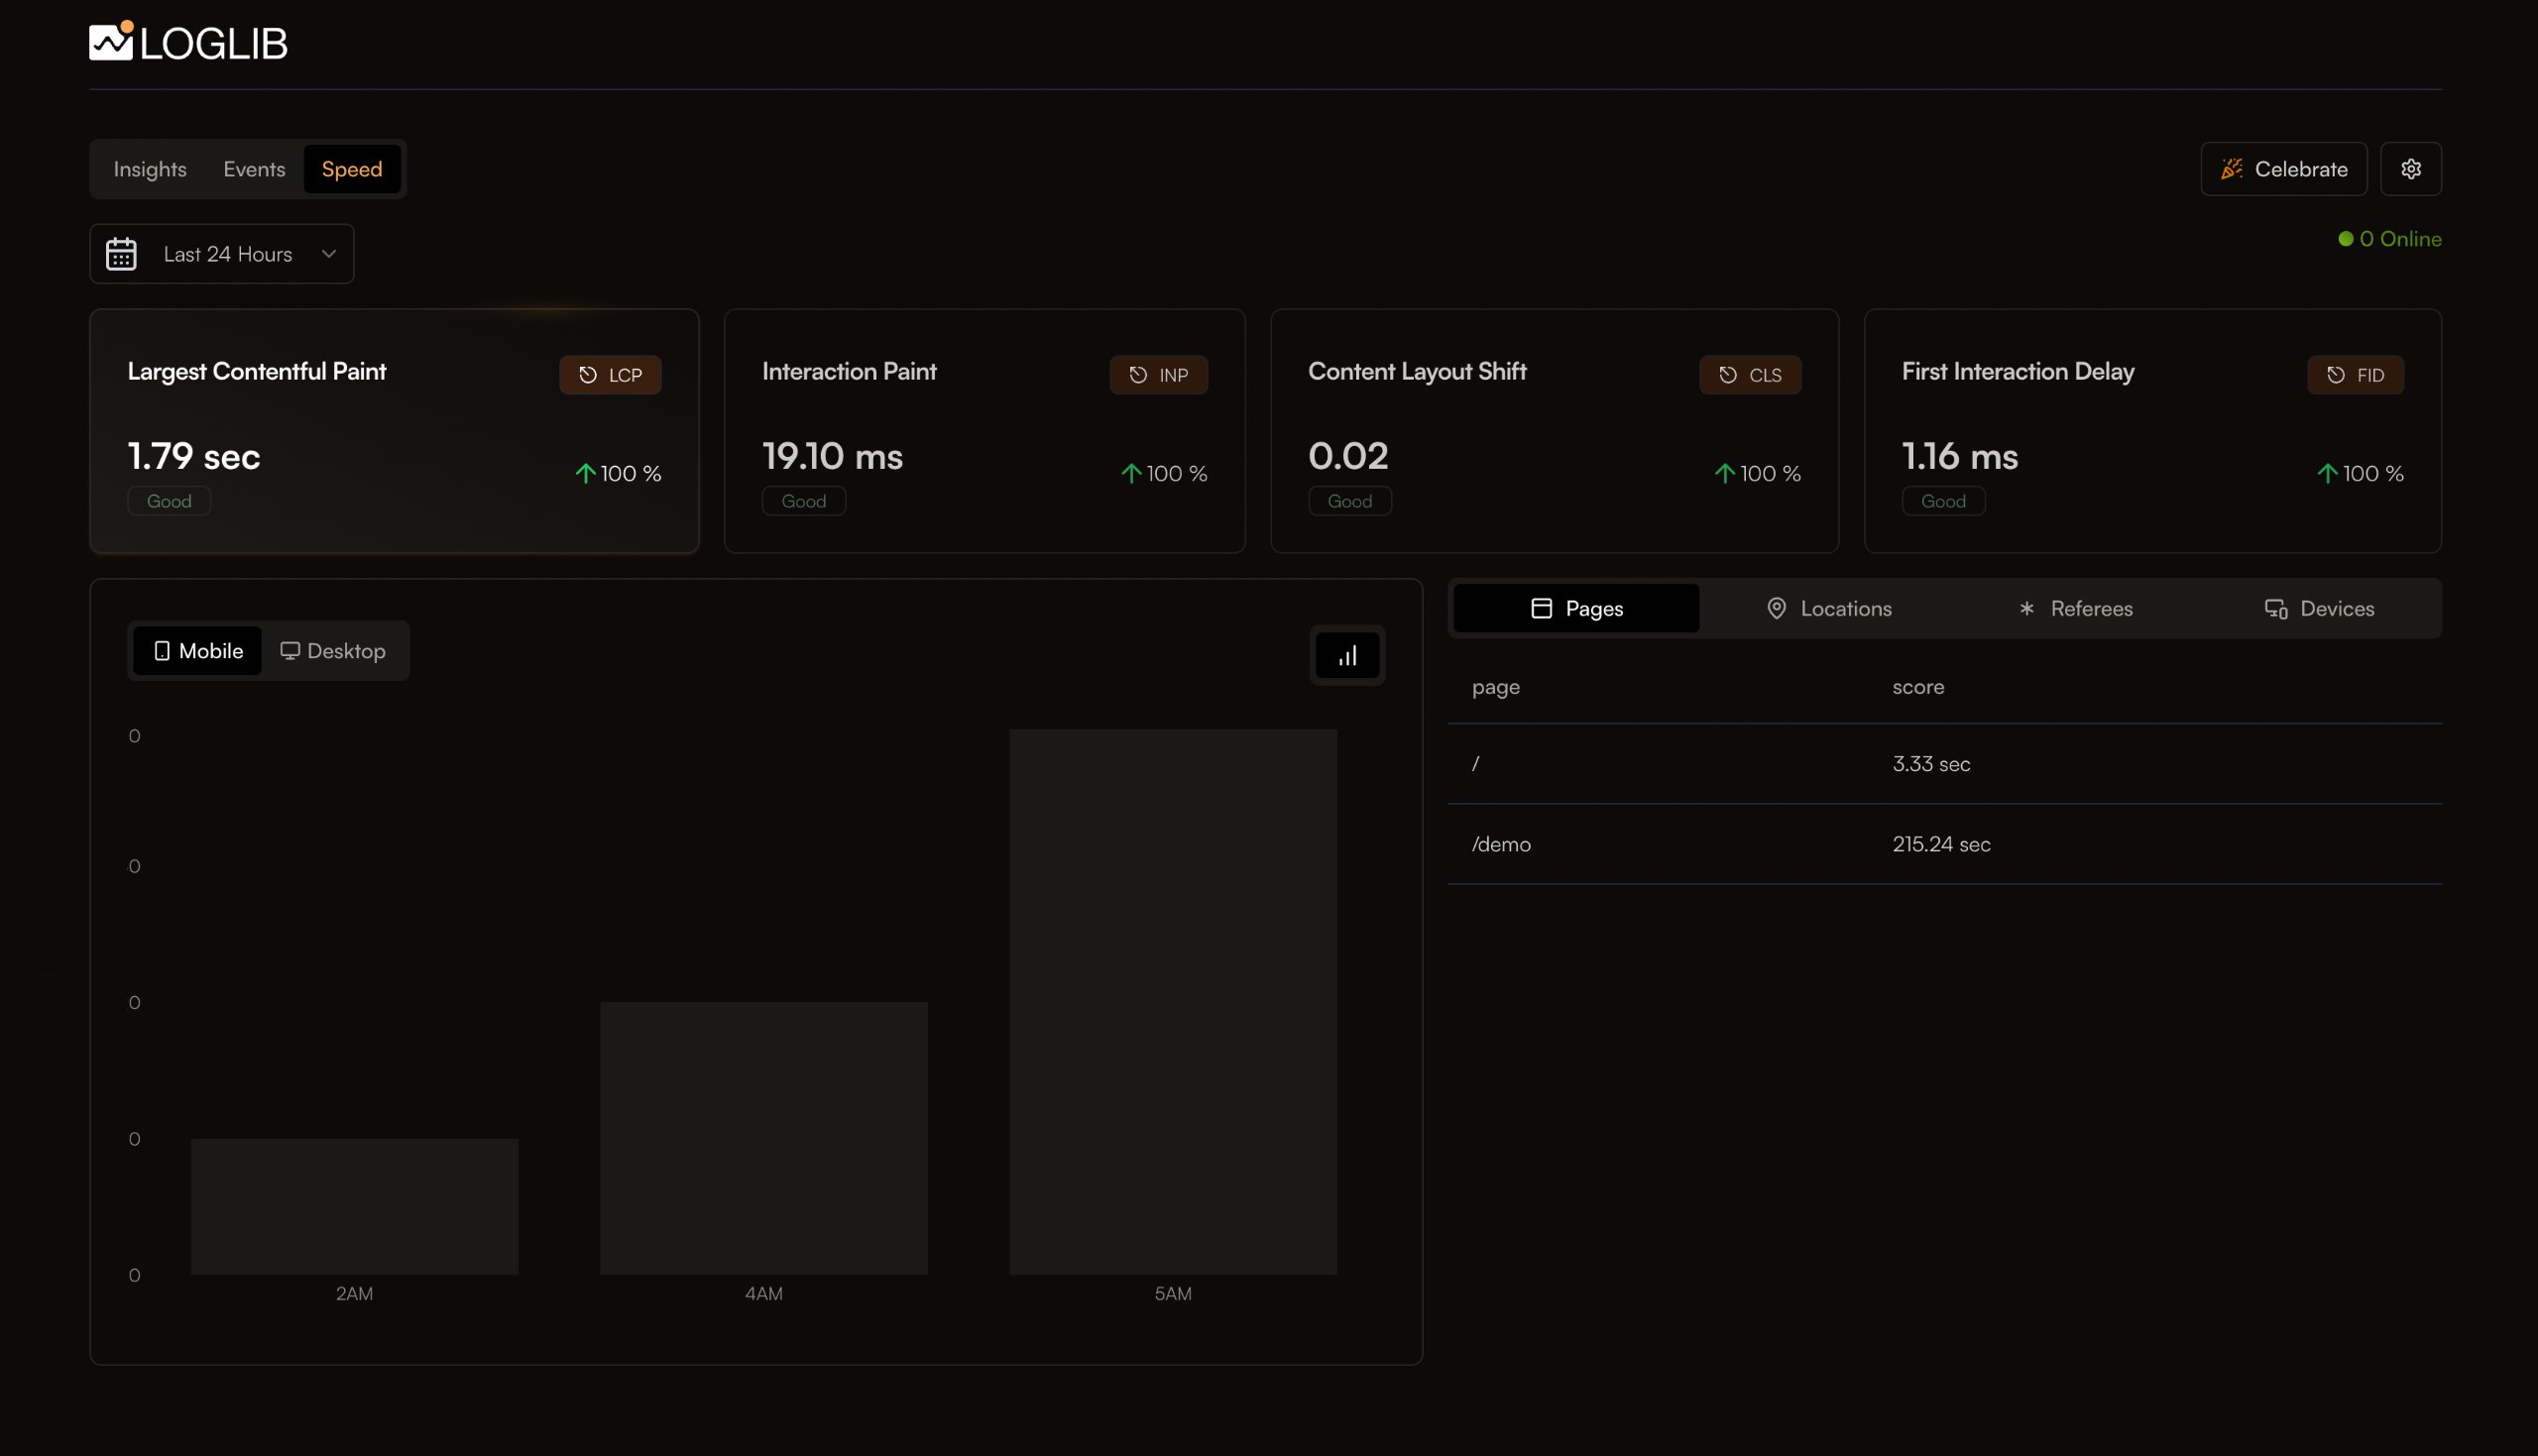 LOGLIB
Insights Events Speed
Celebrate
Last 24 Hours
0 Online
Largest Contentful Paint
LCP
1.79 sec
Good
100 %
Interaction Paint
INP
19.10 ms
Good
100 %
Content Layout Shift
CLS
0.02
Good
100 %
First Interaction Delay
FID
1.16 ms
Good
100 %
Mobile Desktop
0
0
0
0
0
2AM 4AM 5AM
Pages Locations Referees Devices
page score
/ 3.33 sec
/demo 215.24 sec